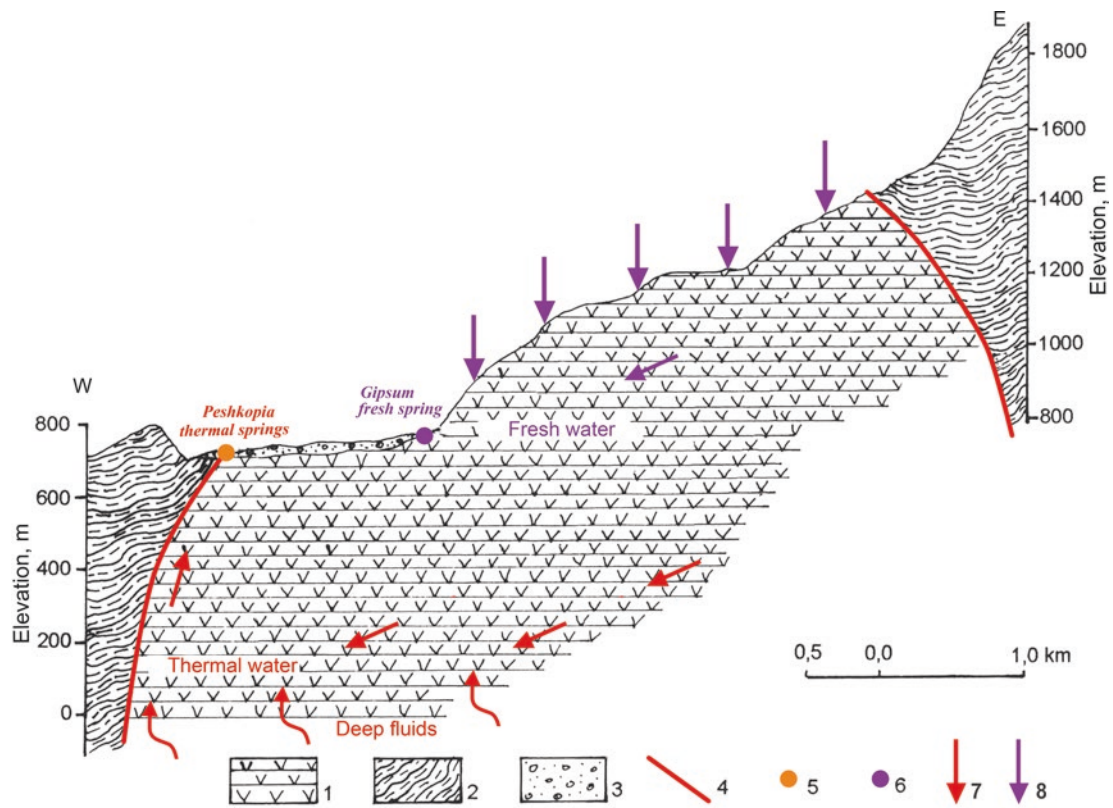 E
1800
1600
1400
1200
1000
800
Elevation, m
W
Peshkopia
thermal springs
Gipsum
fresh spring
Fresh water
800
600
400
200
0
Elevation, m
Thermal water
Deep fluids
0,5 0,0 1,0 km
1 2 3 4 5 6 7 8